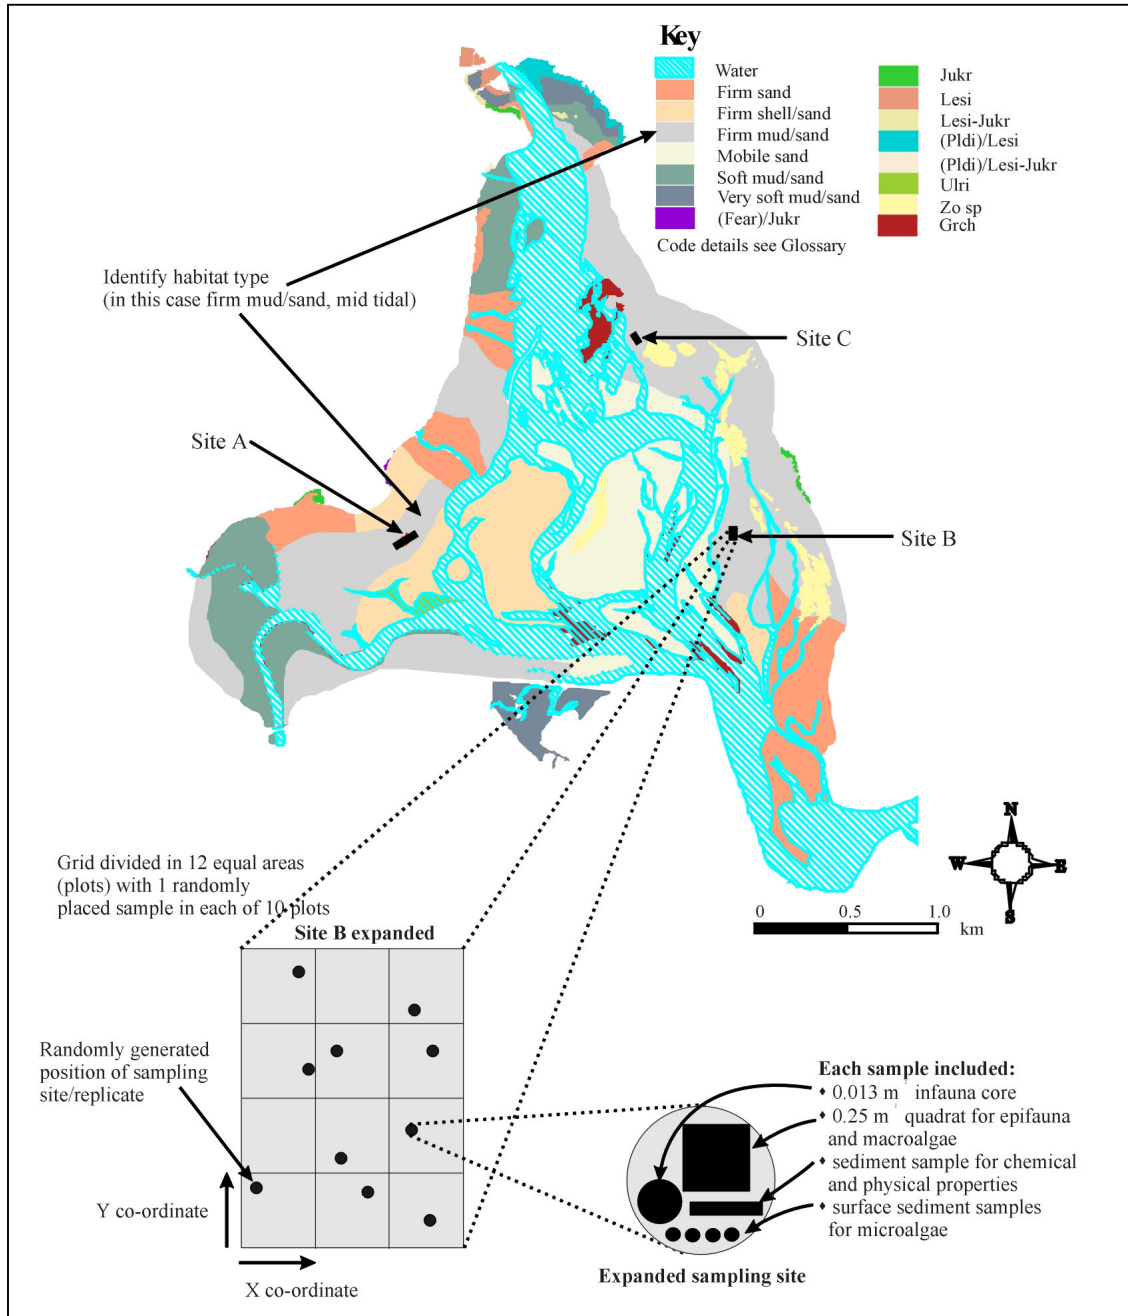 Key
Water
Firm sand
Firm shell/sand
Firm mud/sand
Mobile sand
Soft mud/sand
Very soft mud/sand
(Fear)/Jukr
Jukr
Lesi
Lesi-Jukr
(Pldi)/Lesi
(Pldi)/Lesi-Jukr
Ulri
Zo sp
Grch
Code details see Glossary
Identify habitat type
(in this case firm mud/sand, mid tidal)
Site C
Site A
Site B
N
W
E
S
0 0.5 1.0
km
Grid divided in 12 equal areas
(plots) with 1 randomly
placed sample in each of 10 plots
Site B expanded
Randomly generated
position of sampling
site/replicate
Y co-ordinate
X co-ordinate
Each sample included:
♦ 0.013 m² infauna core
♦ 0.25 m² quadrat for epifauna
and macroalgae
♦ sediment sample for chemical
and physical properties
♦ surface sediment samples
for microalgae
Expanded sampling site